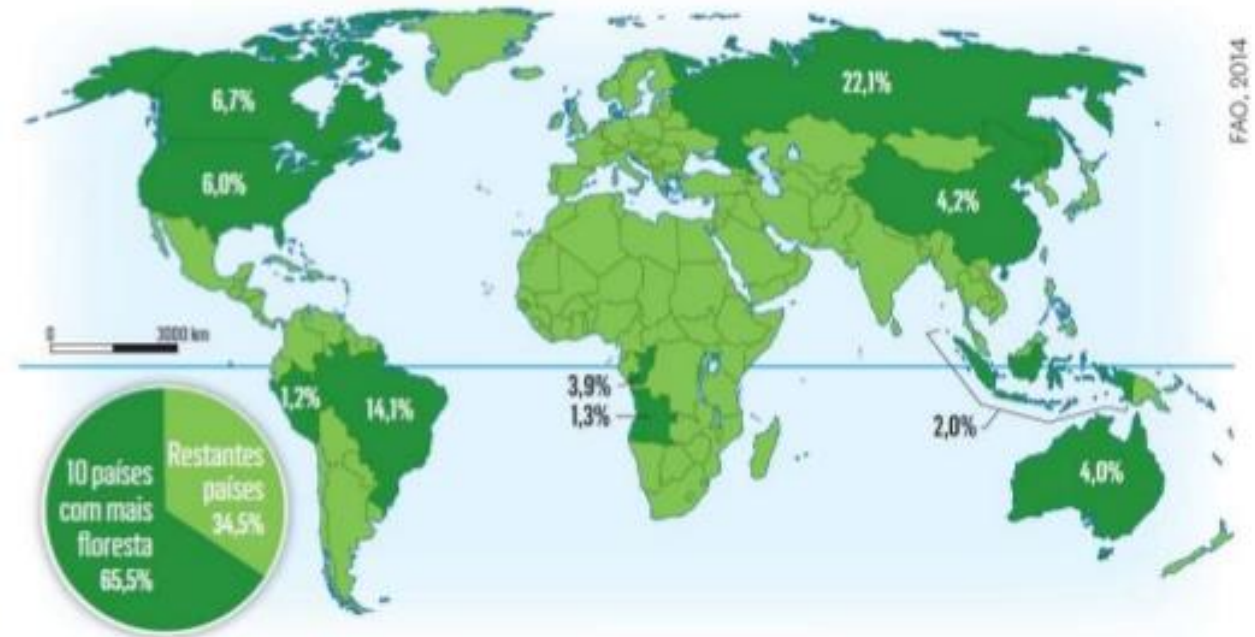 6,7%
22,1%
FAO, 2014
6,0%
4,2%
0 3000 km
3,9%
1,2%
14,1%
1,3%
2,0%
4,0%
10 países
com mais
floresta
65,5%
Restantes
países
34,5%